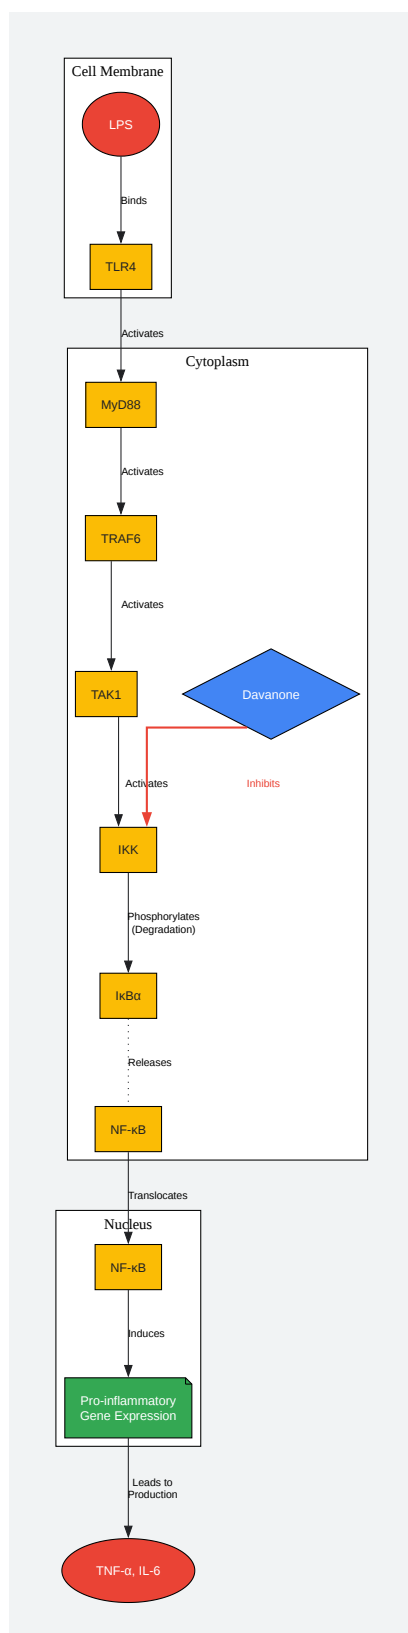 Cell Membrane
LPS
Binds
TLR4
Activates
Cytoplasm
MyD88
Activates
TRAF6
Activates
TAK1
Davanone
Activates
Inhibits
IKK
Phosphorylates
(Degradation)
IκBα
Releases
NF-κB
Translocates
Nucleus
NF-κB
Induces
Pro-inflammatory
Gene Expression
Leads to
Production
TNF-α, IL-6